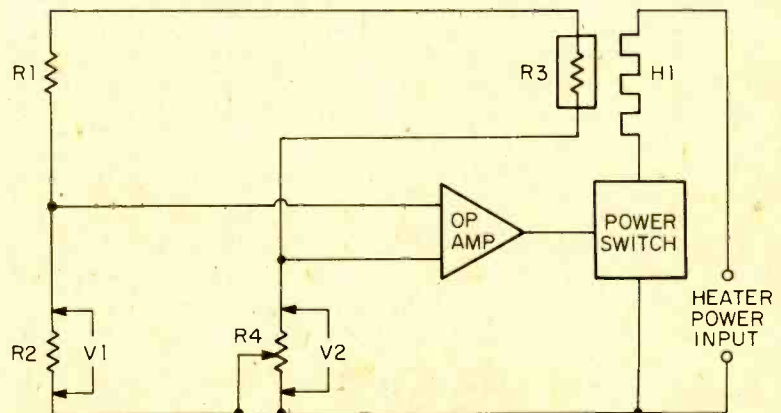 R1
R3
H1
OP
AMP
POWER
SWITCH
HEATER
POWER
INPUT
R2
V1
R4
V2